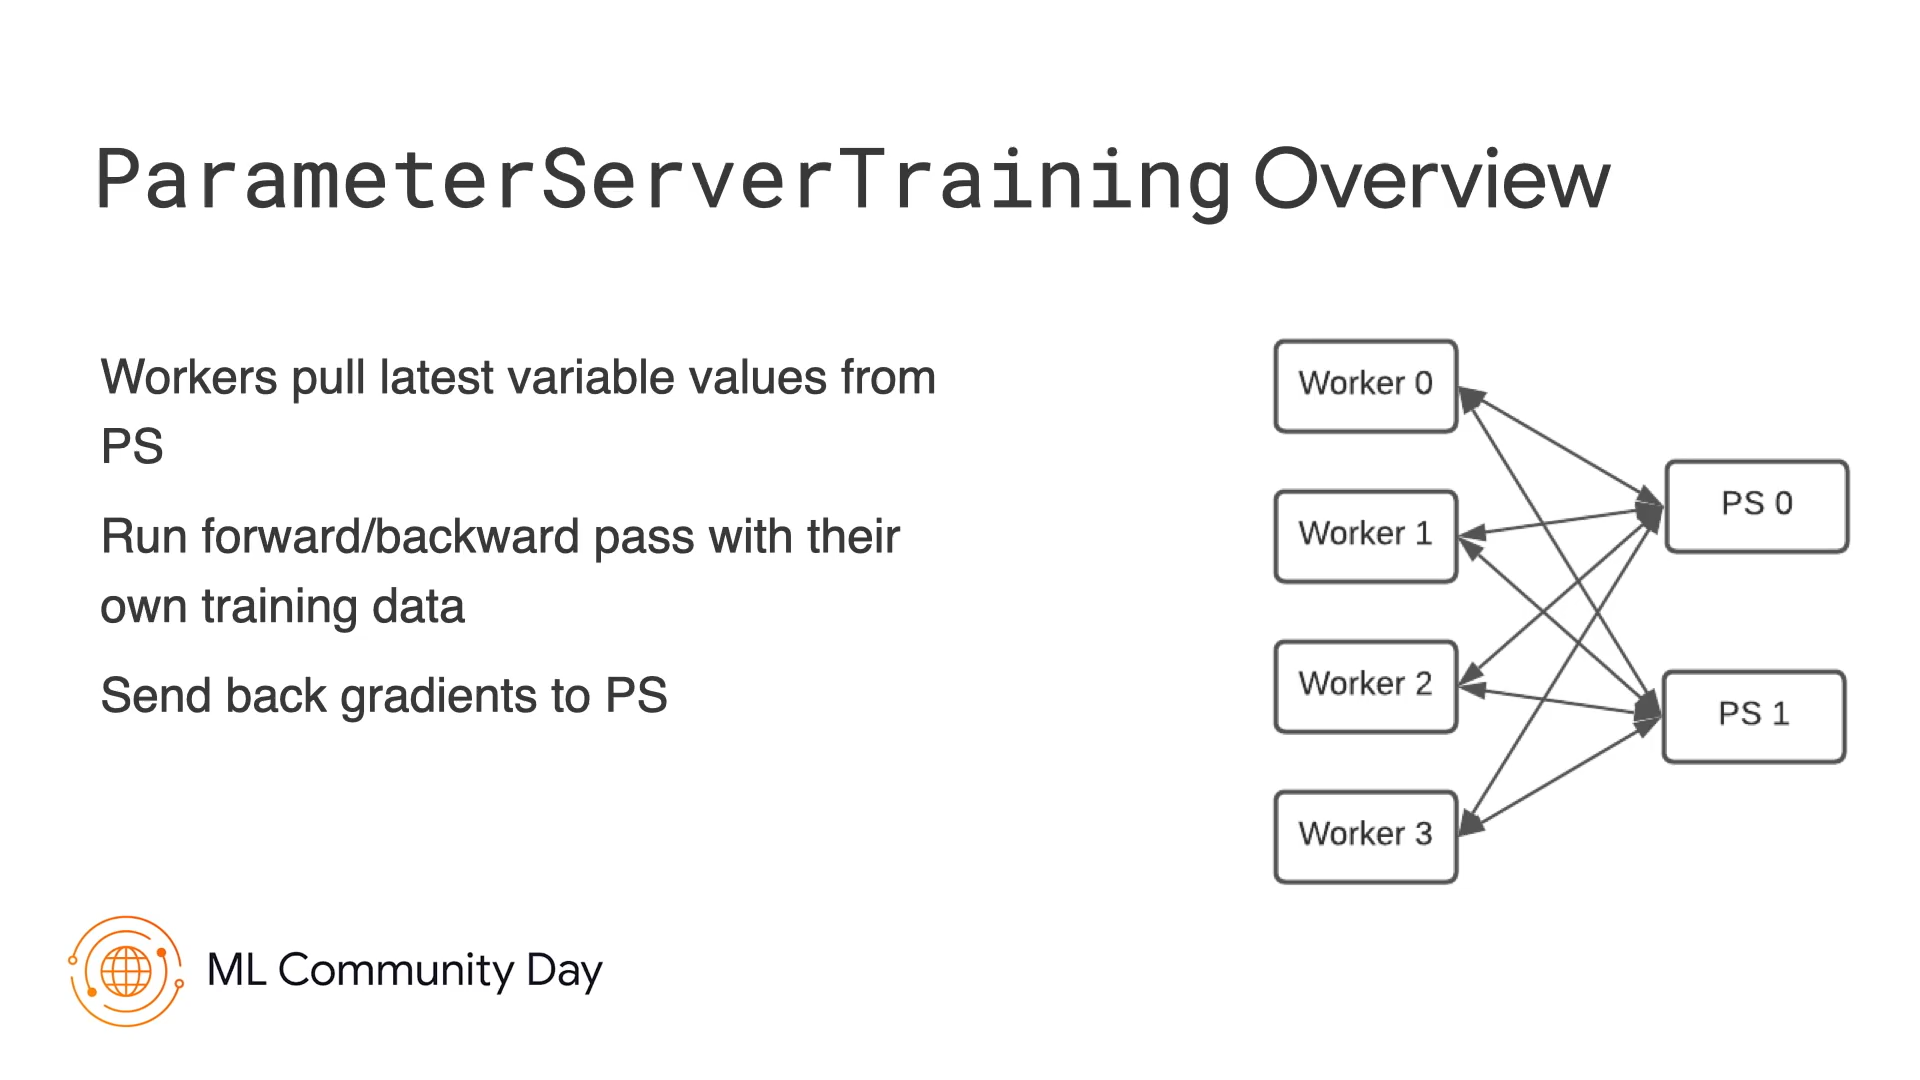 ParameterServerTraining Overview
Workers pull latest variable values from
PS
Run forward/backward pass with their
own training data
Send back gradients to PS
Worker 0
Worker 1
Worker 2
Worker 3
PS 0
PS 1
ML Community Day